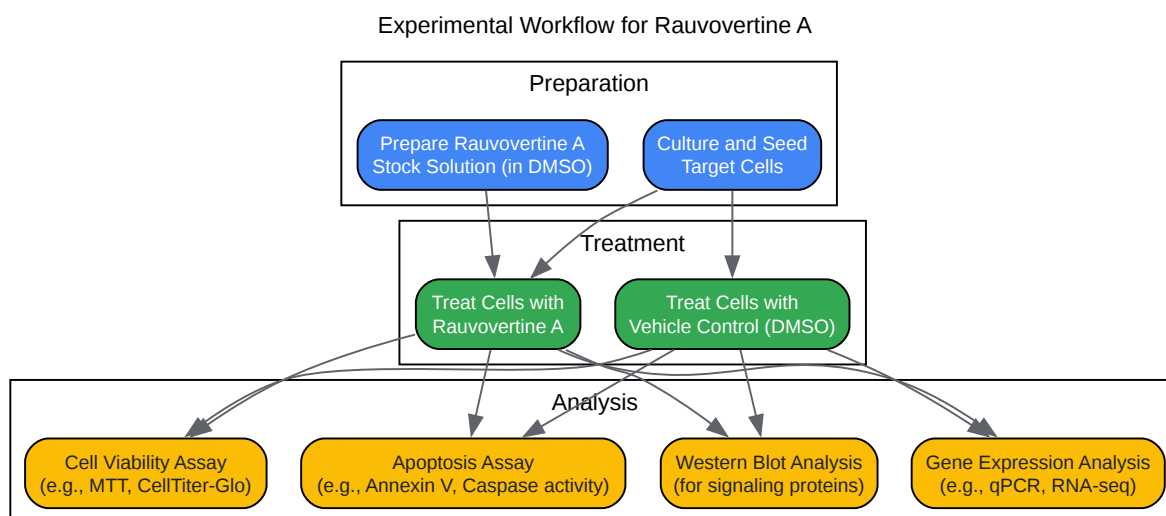 Experimental Workflow for Rauvovertine A
Preparation
Prepare Rauvovertine A
Stock Solution (in DMSO)
Culture and Seed
Target Cells
Treatment
Treat Cells with
Rauvovertine A
Treat Cells with
Vehicle Control (DMSO)
Analysis
Cell Viability Assay
(e.g., MTT, CellTiter-Glo)
Apoptosis Assay
(e.g., Annexin V, Caspase activity)
Western Blot Analysis
(for signaling proteins)
Gene Expression Analysis
(e.g., qPCR, RNA-seq)